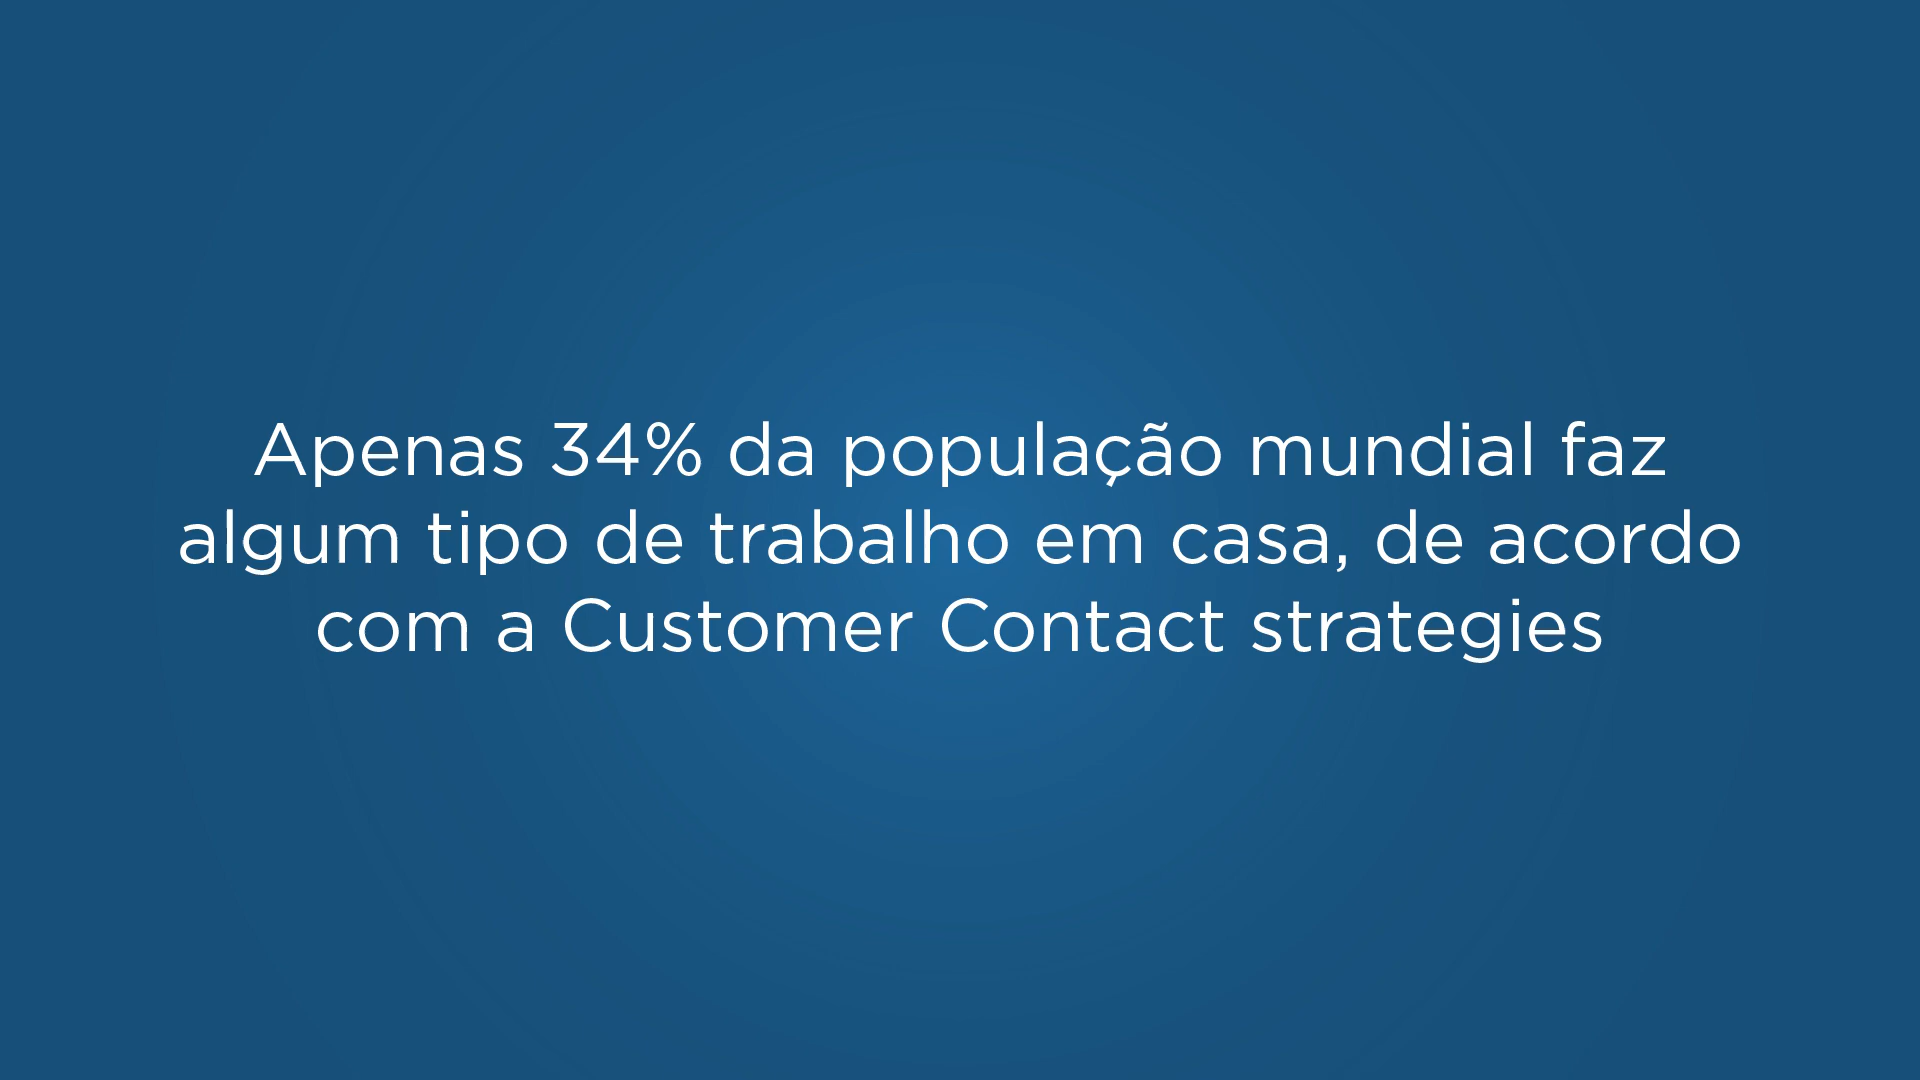 Apenas 34% da população mundial faz
algum tipo de trabalho em casa, de acordo
com a Customer Contact strategies